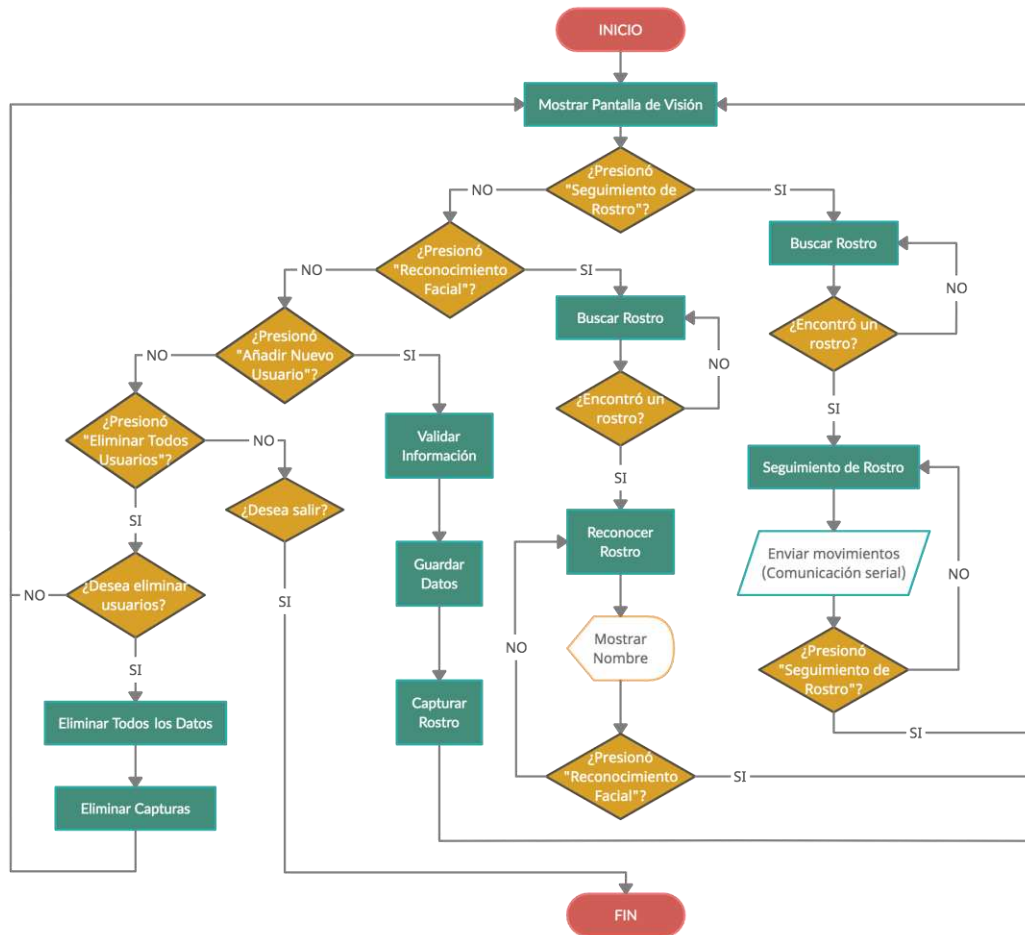 INICIO
Mostrar Pantalla de Visión
¿Presionó
"Seguimiento de
Rostro"?
NO
SI
¿Presionó
"Reconocimiento
Facial"?
NO
SI
Buscar Rostro
NO
¿Encontró un
rostro?
SI
¿Presionó
"Añadir Nuevo
Usuario"?
NO
SI
Buscar Rostro
NO
¿Encontró un
rostro?
SI
¿Presionó
"Eliminar Todos
Usuarios"?
NO
SI
Validar
Información
Seguimiento de Rostro
¿Desea salir?
SI
Reconocer
Rostro
Enviar movimientos
(Comunicación serial)
NO
¿Desea eliminar
usuarios?
NO
SI
Guardar
Datos
Mostrar
Nombre
NO
¿Presionó
"Seguimiento de
Rostro"?
SI
Eliminar Todos los Datos
Capturar
Rostro
¿Presionó
"Reconocimiento
Facial"?
SI
Eliminar Capturas
FIN